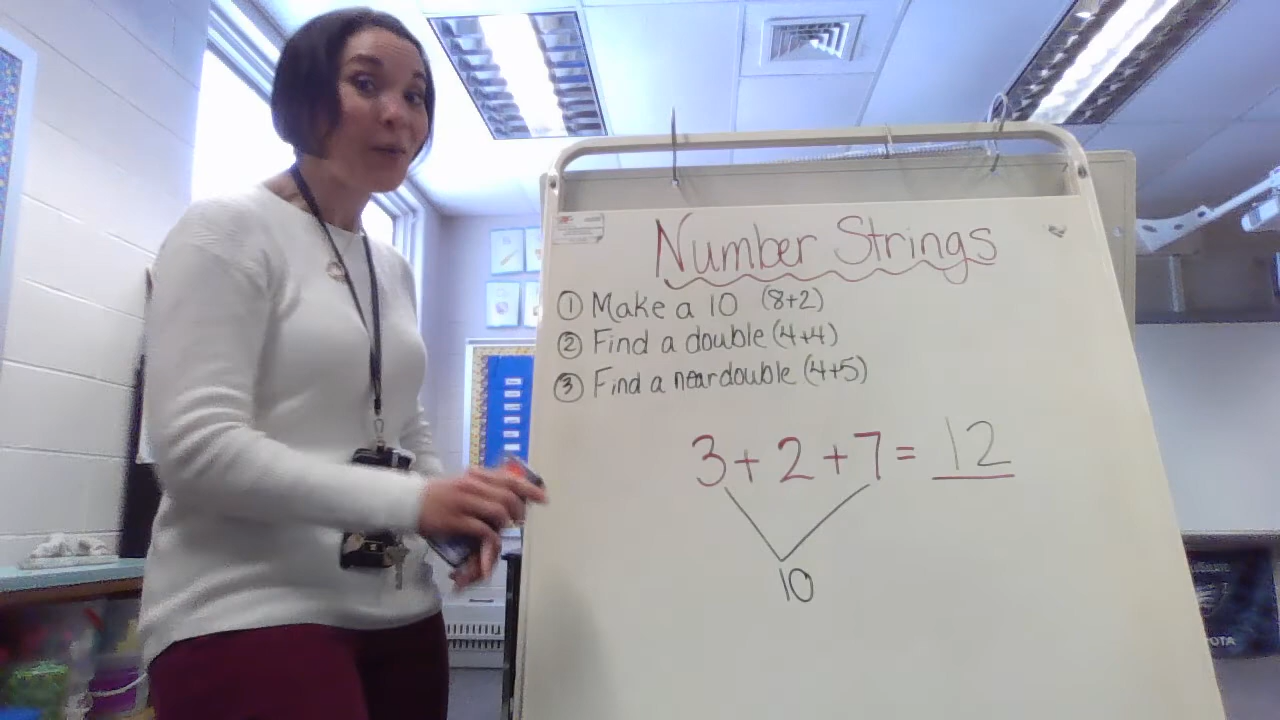 Number Strings
① Make a 10 (8+2)
② Find a double (4+4)
③ Find a near double (4+5)
3 + 2 + 7 = 12
10
OTA